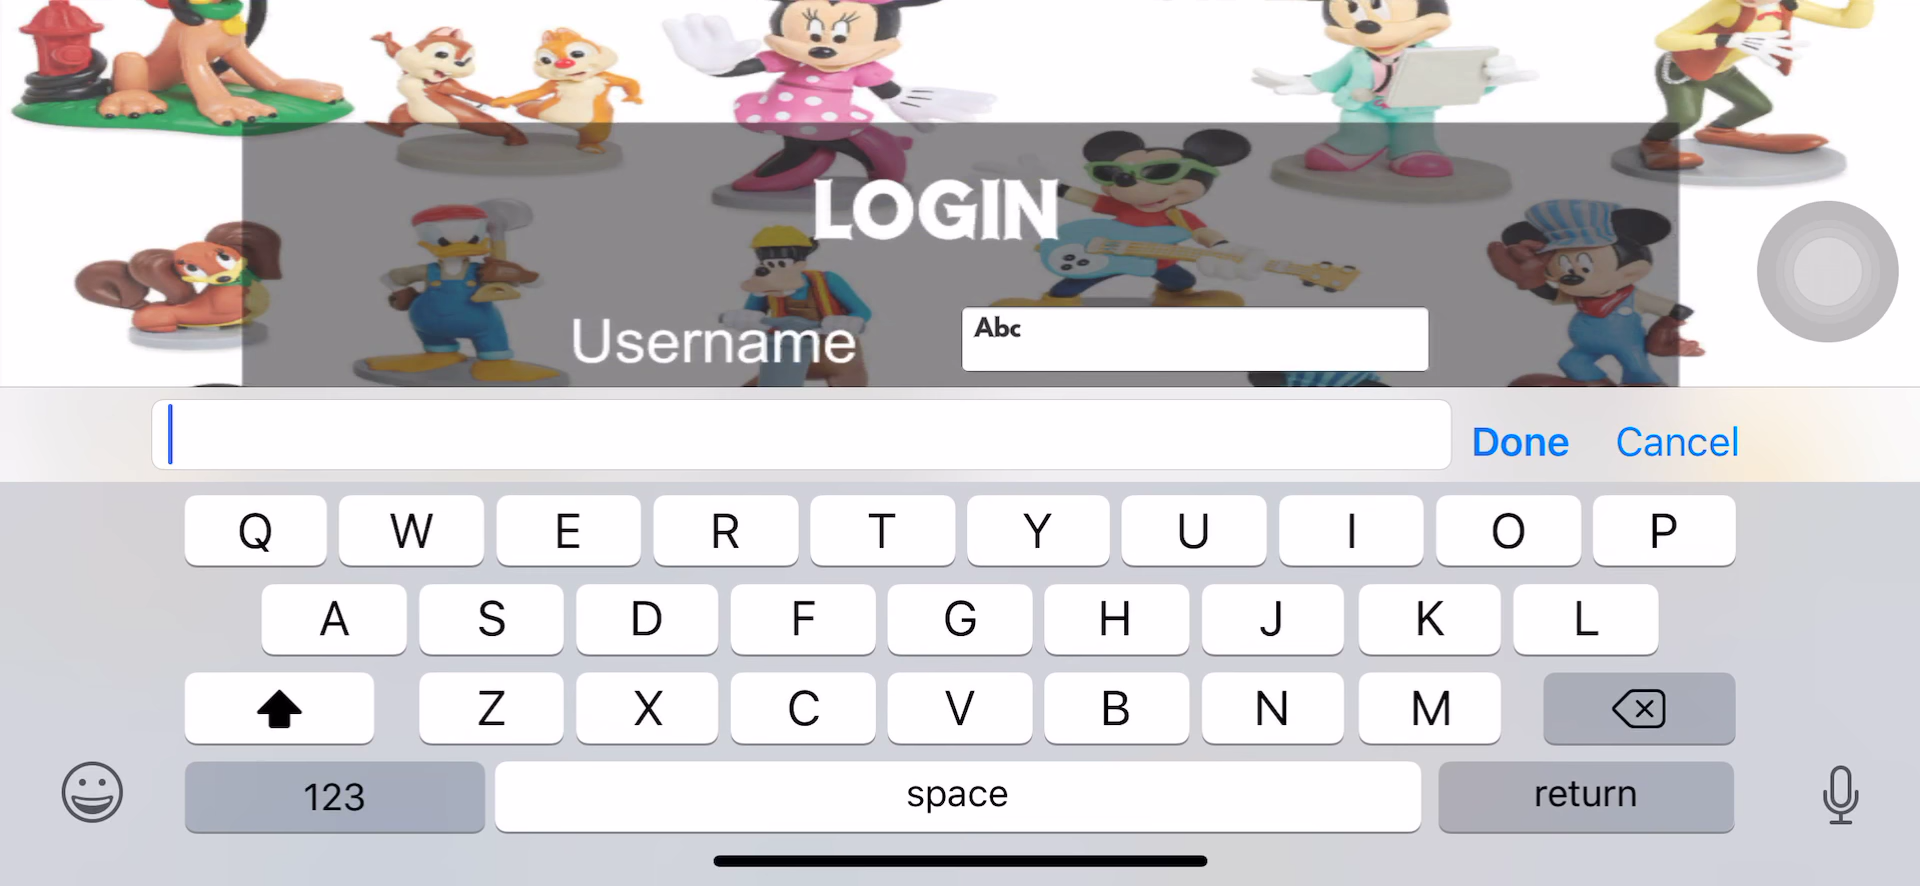 LOGIN
Username
Abc
Done Cancel
Q W E R T Y U I O P
A S D F G H J K L
Z X C V B N M
123 space return